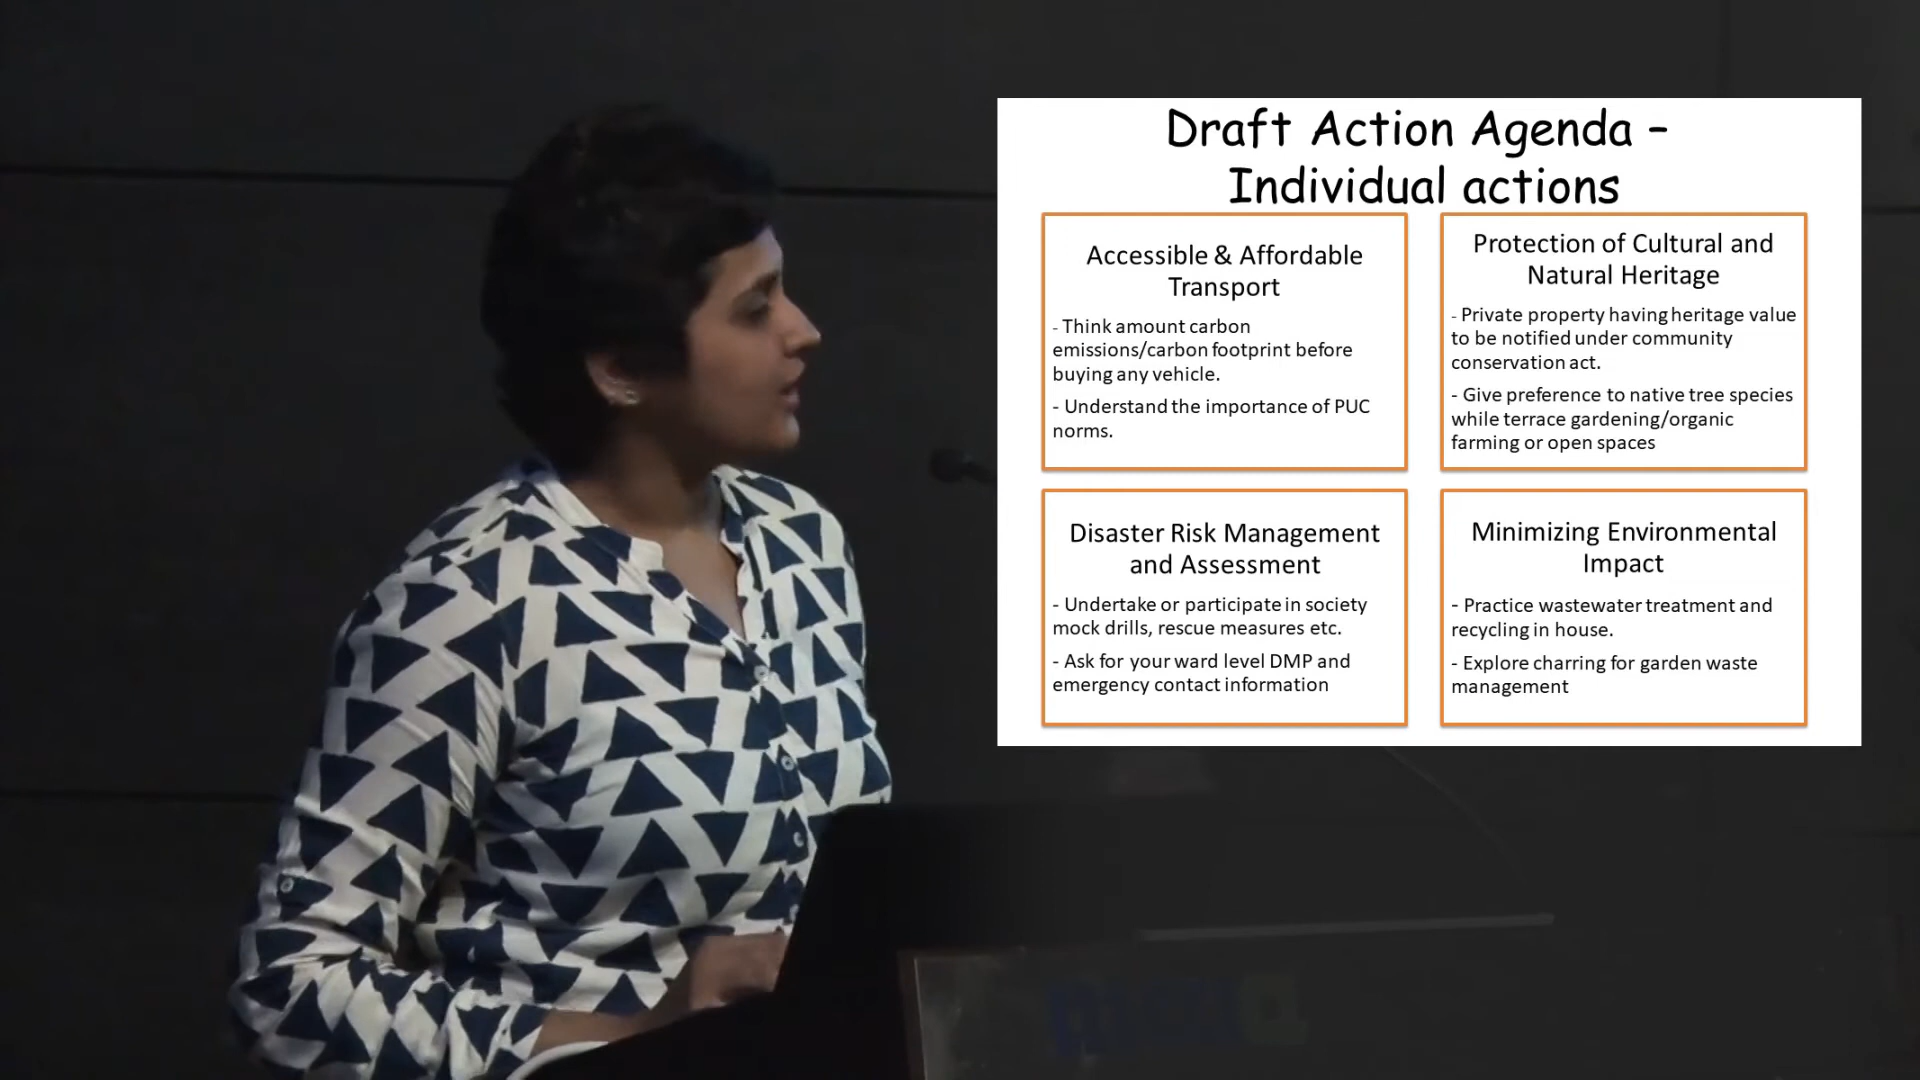 Draft Action Agenda –
Individual actions
Accessible & Affordable
Transport
- Think amount carbon
emissions/carbon footprint before
buying any vehicle.
- Understand the importance of PUC
norms.
Protection of Cultural and
Natural Heritage
- Private property having heritage value
to be notified under community
conservation act.
- Give preference to native tree species
while terrace gardening/organic
farming or open spaces
Disaster Risk Management
and Assessment
- Undertake or participate in society
mock drills, rescue measures etc.
- Ask for your ward level DMP and
emergency contact information
Minimizing Environmental
Impact
- Practice wastewater treatment and
recycling in house.
- Explore charring for garden waste
management